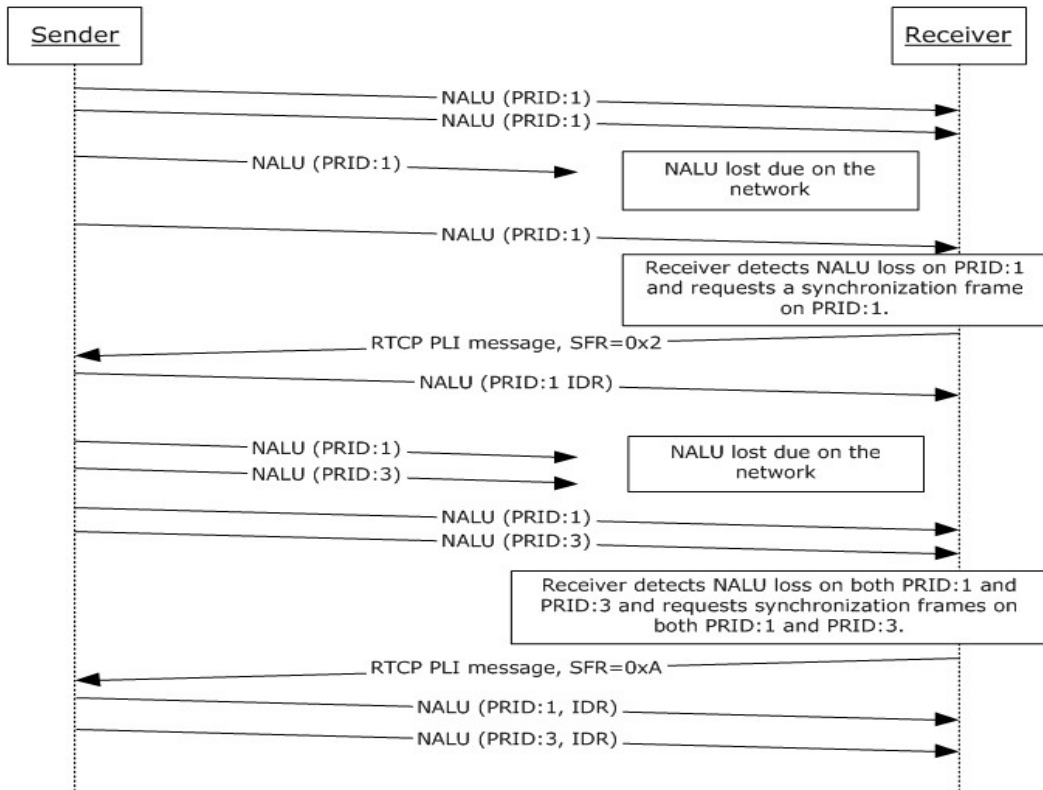 Sender
Receiver
NALU (PRID:1)
NALU (PRID:1)
NALU (PRID:1)
NALU lost due on the
network
NALU (PRID:1)
Receiver detects NALU loss on PRID:1
and requests a synchronization frame
on PRID:1.
RTCP PLI message, SFR=0x2
NALU (PRID:1 IDR)
NALU (PRID:1)
NALU (PRID:3)
NALU lost due on the
network
NALU (PRID:1)
NALU (PRID:3)
Receiver detects NALU loss on both PRID:1 and
PRID:3 and requests synchronization frames on
both PRID:1 and PRID:3.
RTCP PLI message, SFR=0xA
NALU (PRID:1, IDR)
NALU (PRID:3, IDR)